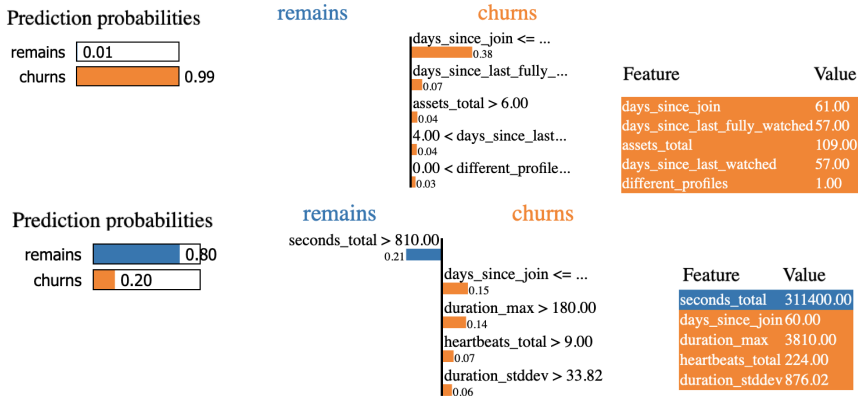 Prediction probabilities
remains 0.01
churns 0.99
remains churns
days_since_join <= ...
0.38
days_since_last_fully_...
0.07
assets_total > 6.00
0.04
4.00 < days_since_last...
0.04
0.00 < different_profile...
0.03
Feature Value
days_since_join 61.00
days_since_last_fully_watched 57.00
assets_total 109.00
days_since_last_watched 57.00
different_profiles 1.00
Prediction probabilities
remains 0.80
churns 0.20
remains churns
seconds_total > 810.00
0.21
days_since_join <= ...
0.15
duration_max > 180.00
0.14
heartbeats_total > 9.00
0.07
duration_stddev > 33.82
0.06
Feature Value
seconds_total 311400.00
days_since_join 60.00
duration_max 3810.00
heartbeats_total 224.00
duration_stddev 876.02